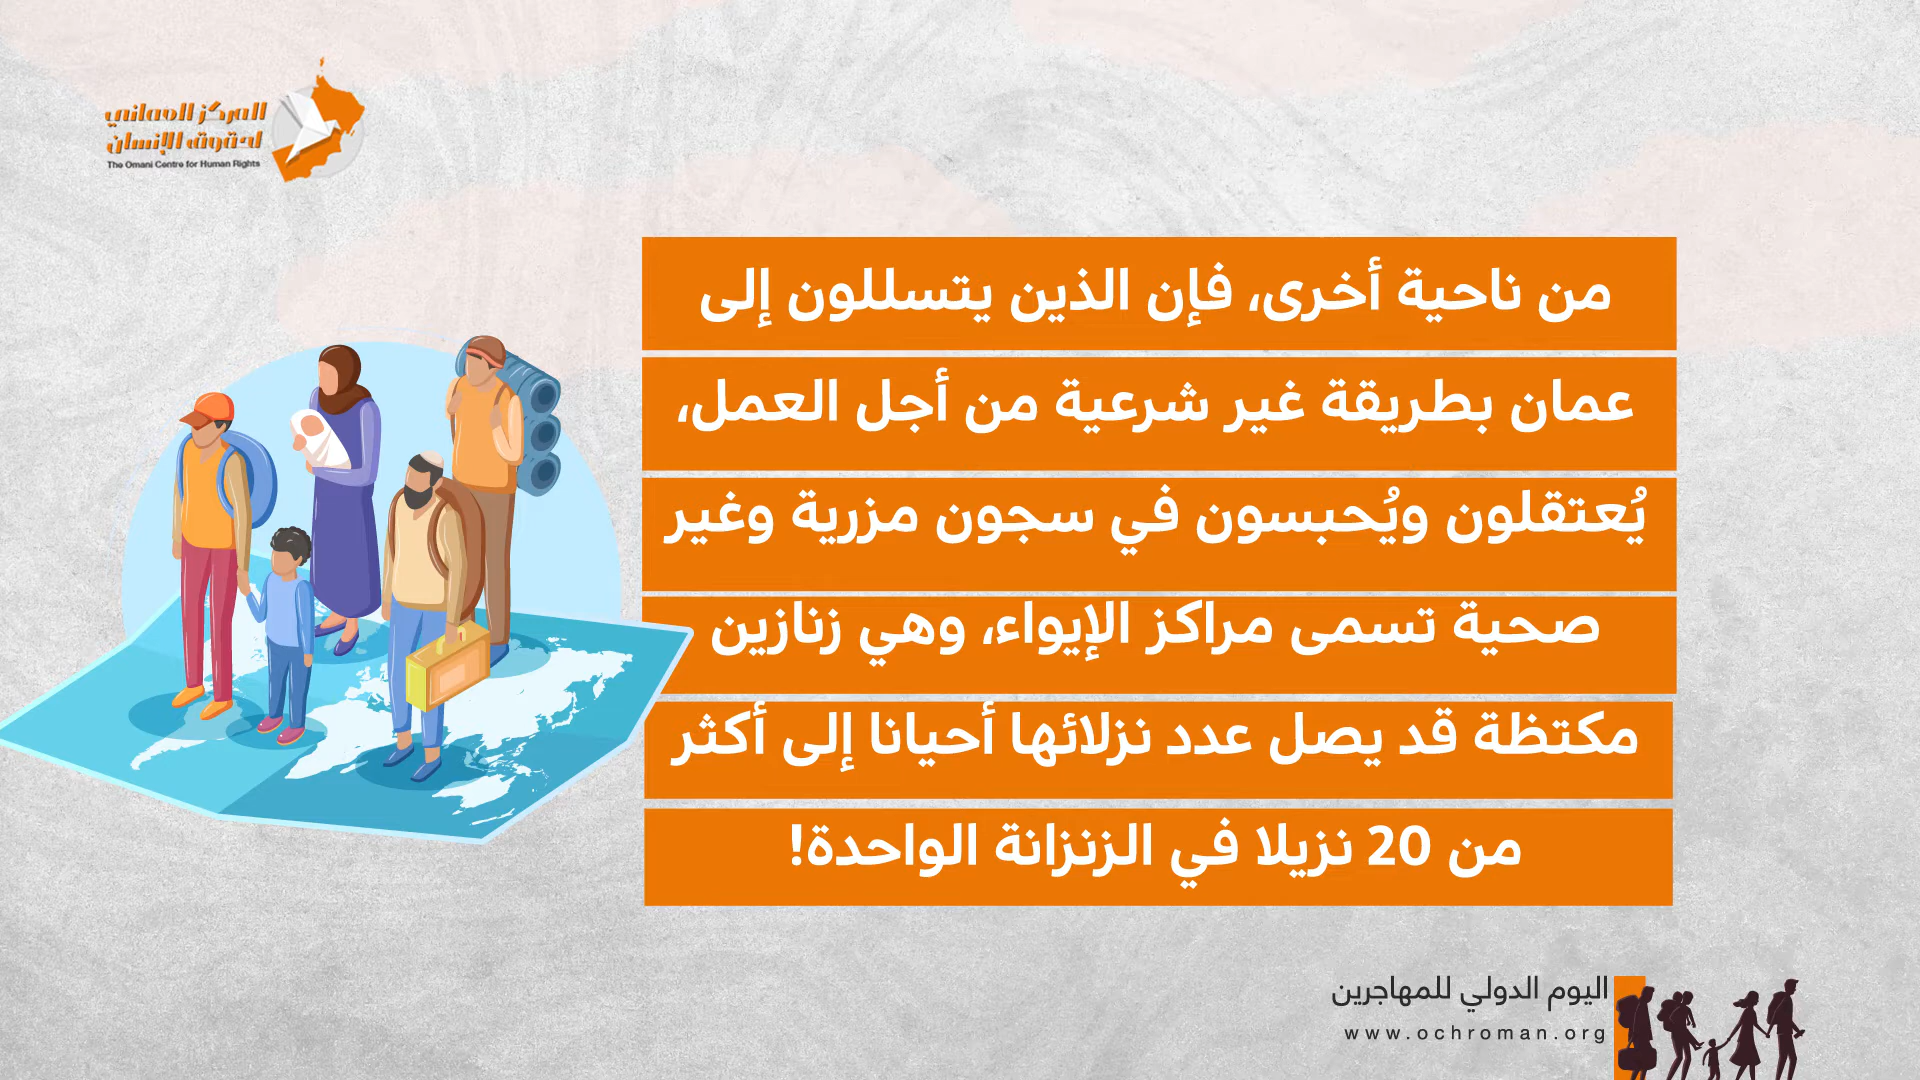 المركز العماني
لحقوق الإنسان
The Omani Centre for Human Rights
من ناحية أخرى، فإن الذين يتسللون إلى
عمان بطريقة غير شرعية من أجل العمل،
يُعتقلون ويُحبسون في سجون مزرية وغير
صحية تسمى مراكز الإيواء، وهي زنازين
مكتظة قد يصل عدد نزلائها أحيانا إلى أكثر
من 20 نزيلا في الزنزانة الواحدة!
اليوم الدولي للمهاجرين
www.ochroman.org